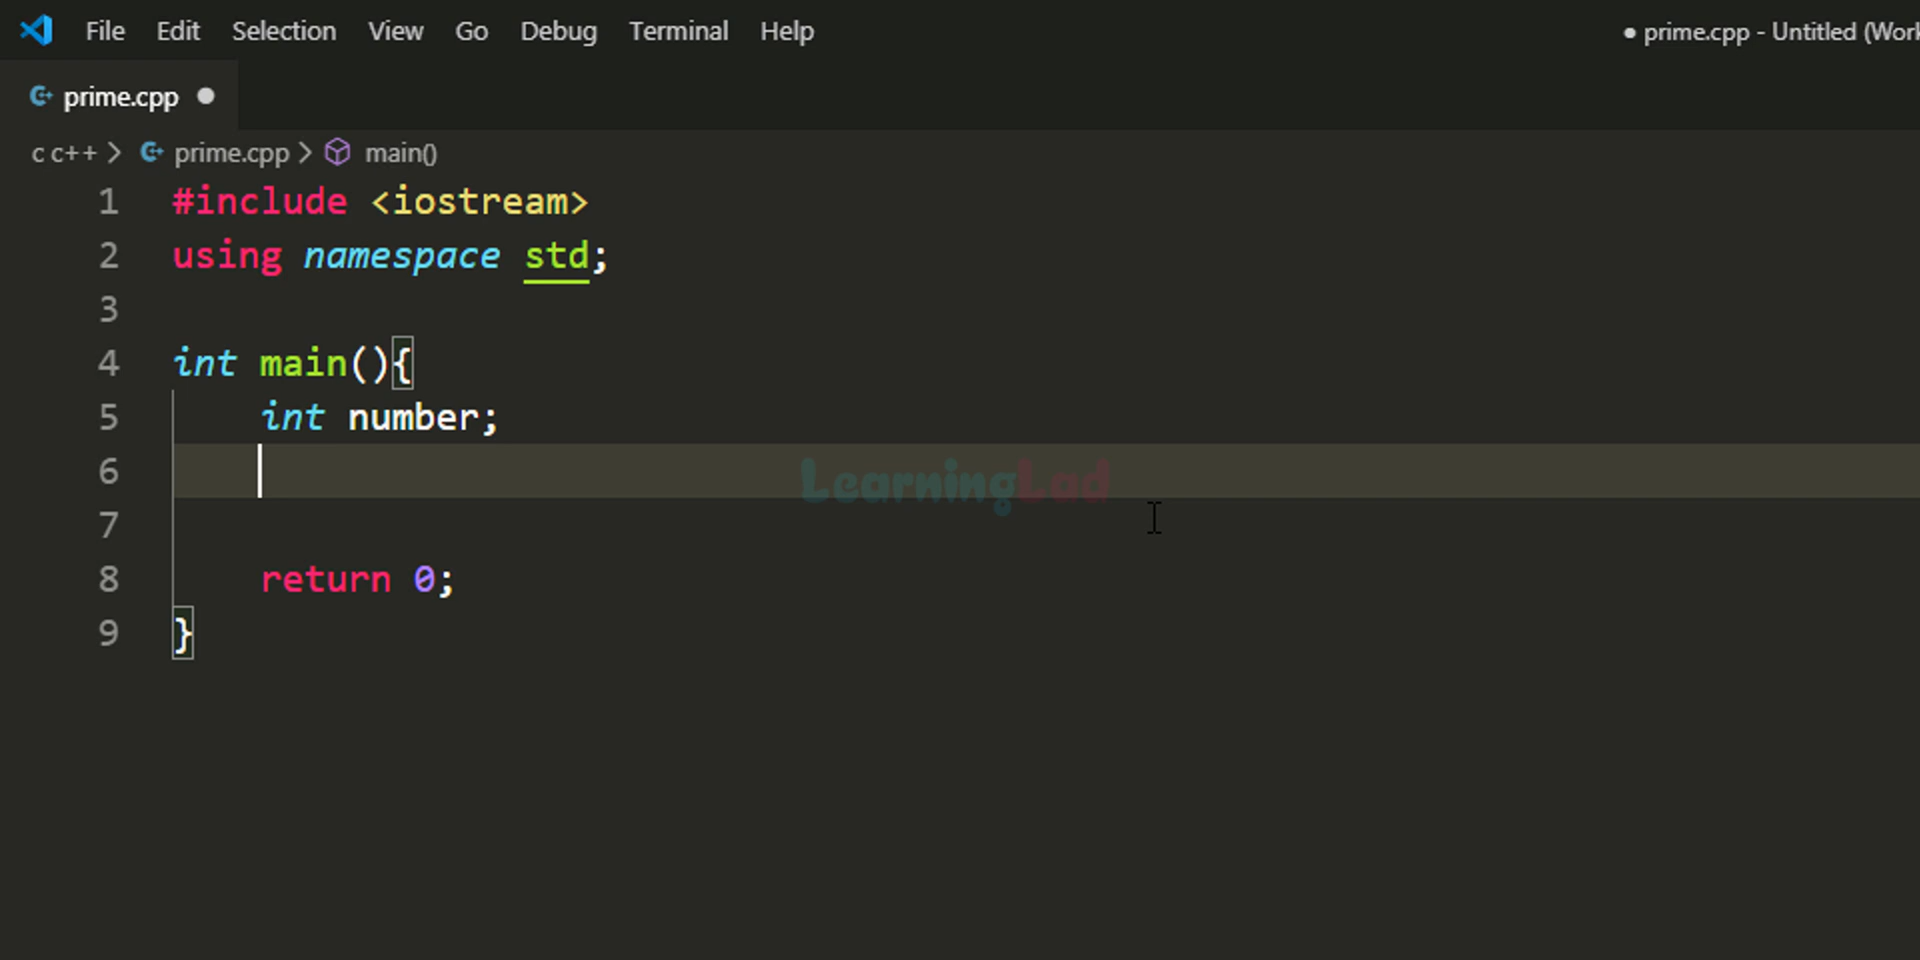 File Edit Selection View Go Debug Terminal Help ● prime.cpp - Untitled (Work
prime.cpp ●
c c++ > prime.cpp > main()
1 #include <iostream>
2 using namespace std;
3
4 int main(){
5     int number;
6
LearningLad
7
8     return 0;
9 }